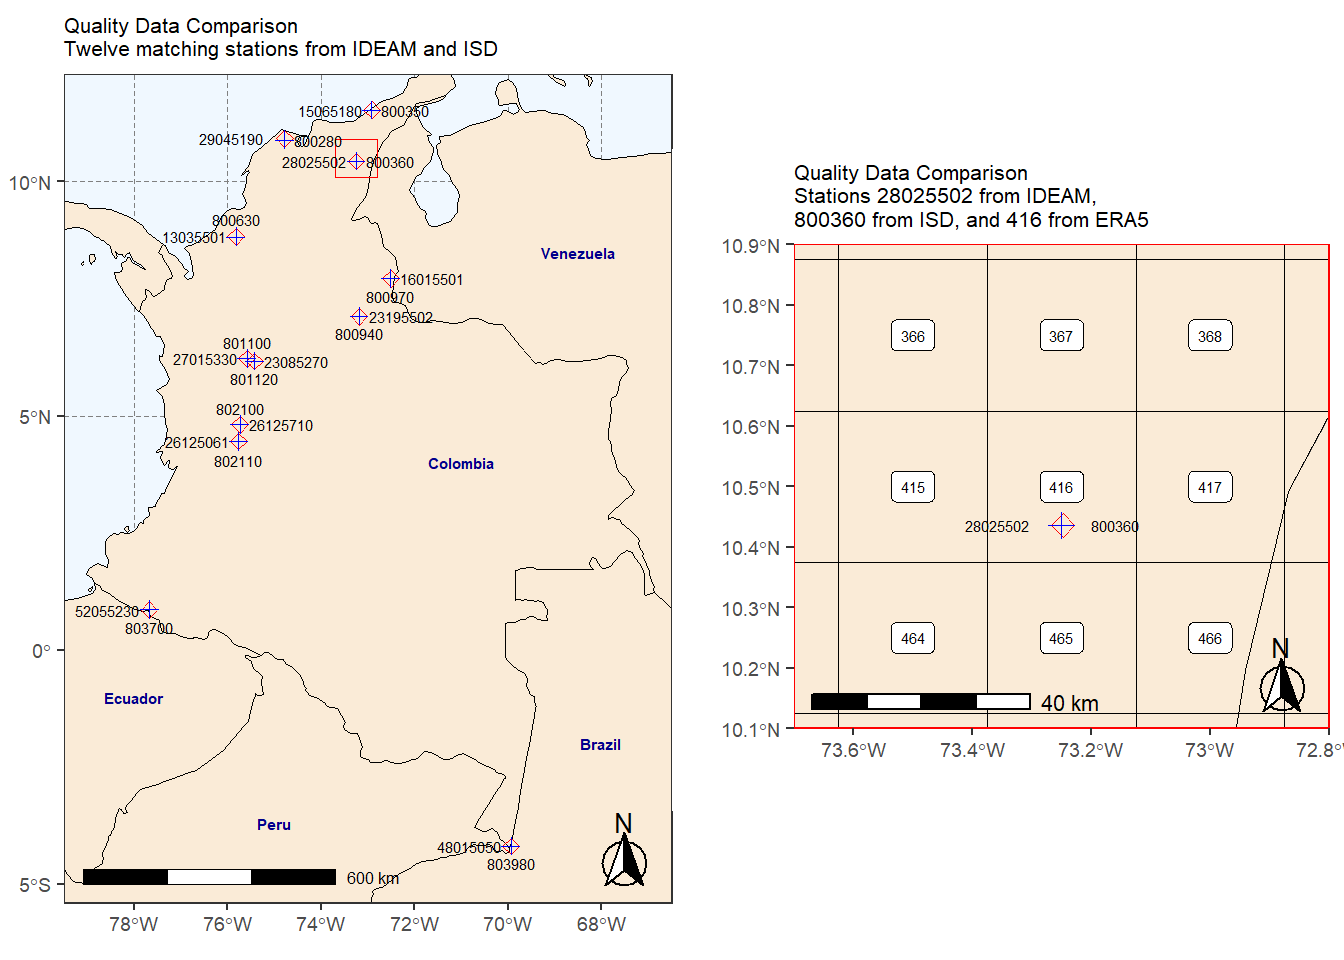 Quality Data Comparison
Twelve matching stations from IDEAM and ISD
15065180 800350
29045190 800280
28025502 800360
10°N
800630
13035501
Venezuela
16015501
800970
23195502
800940
801100
27015330 23085270
801120
5°N
802100
26125710
26125061
802110
Colombia
52055230
803700
0°
Ecuador
Brazil
Peru
N
48015050
803980
600 km
5°S
78°W 76°W 74°W 72°W 70°W 68°W
Quality Data Comparison
Stations 28025502 from IDEAM,
800360 from ISD, and 416 from ERA5
10.9°N
10.8°N
366 367 368
10.7°N
10.6°N
10.5°N
415 416 417
28025502 800360
10.4°N
10.3°N
464 465 466
N
10.2°N
40 km
10.1°N
73.6°W 73.4°W 73.2°W 73°W 72.8°